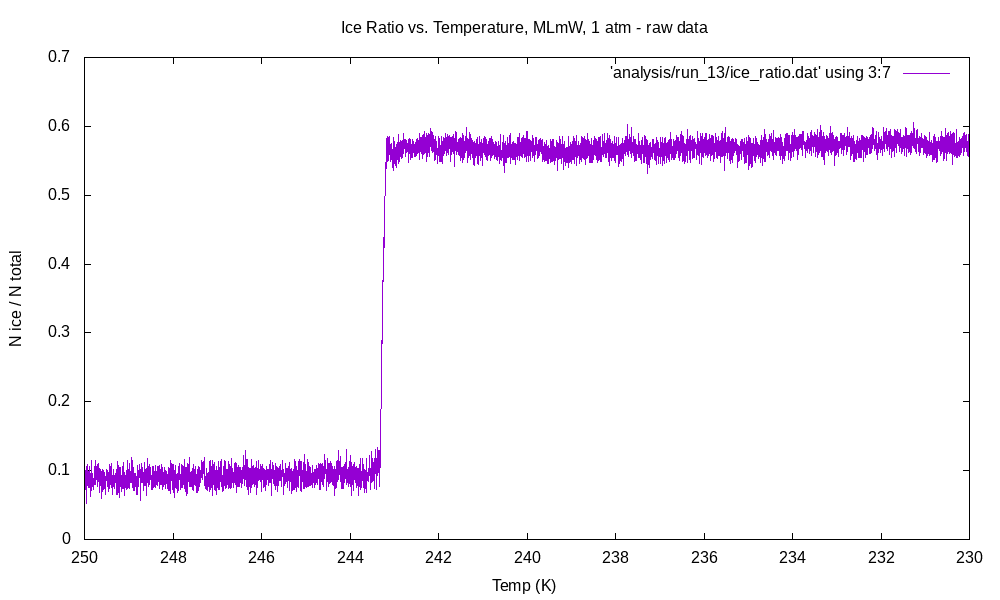 Ice Ratio vs. Temperature, MLmW, 1 atm - raw data
'analysis/run_13/ice_ratio.dat' using 3:7
0.7
0.6
0.5
0.4
0.3
0.2
0.1
0
N ice / N total
250 248 246 244 242 240 238 236 234 232 230
Temp (K)